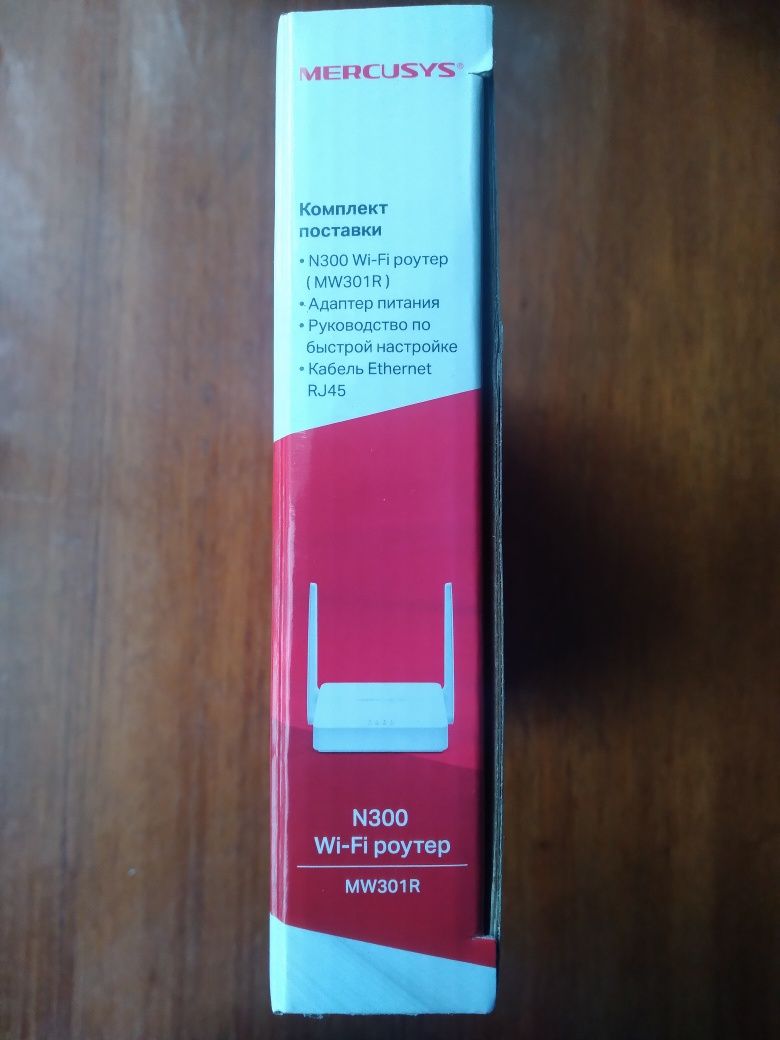 MERCUSYS®
Комплект
поставки
• N300 Wi-Fi роутер
( MW301R )
• Адаптер питания
• Руководство по
быстрой настройке
• Кабель Ethernet
RJ45
MERCUSYS
N300
Wi-Fi роутер
MW301R